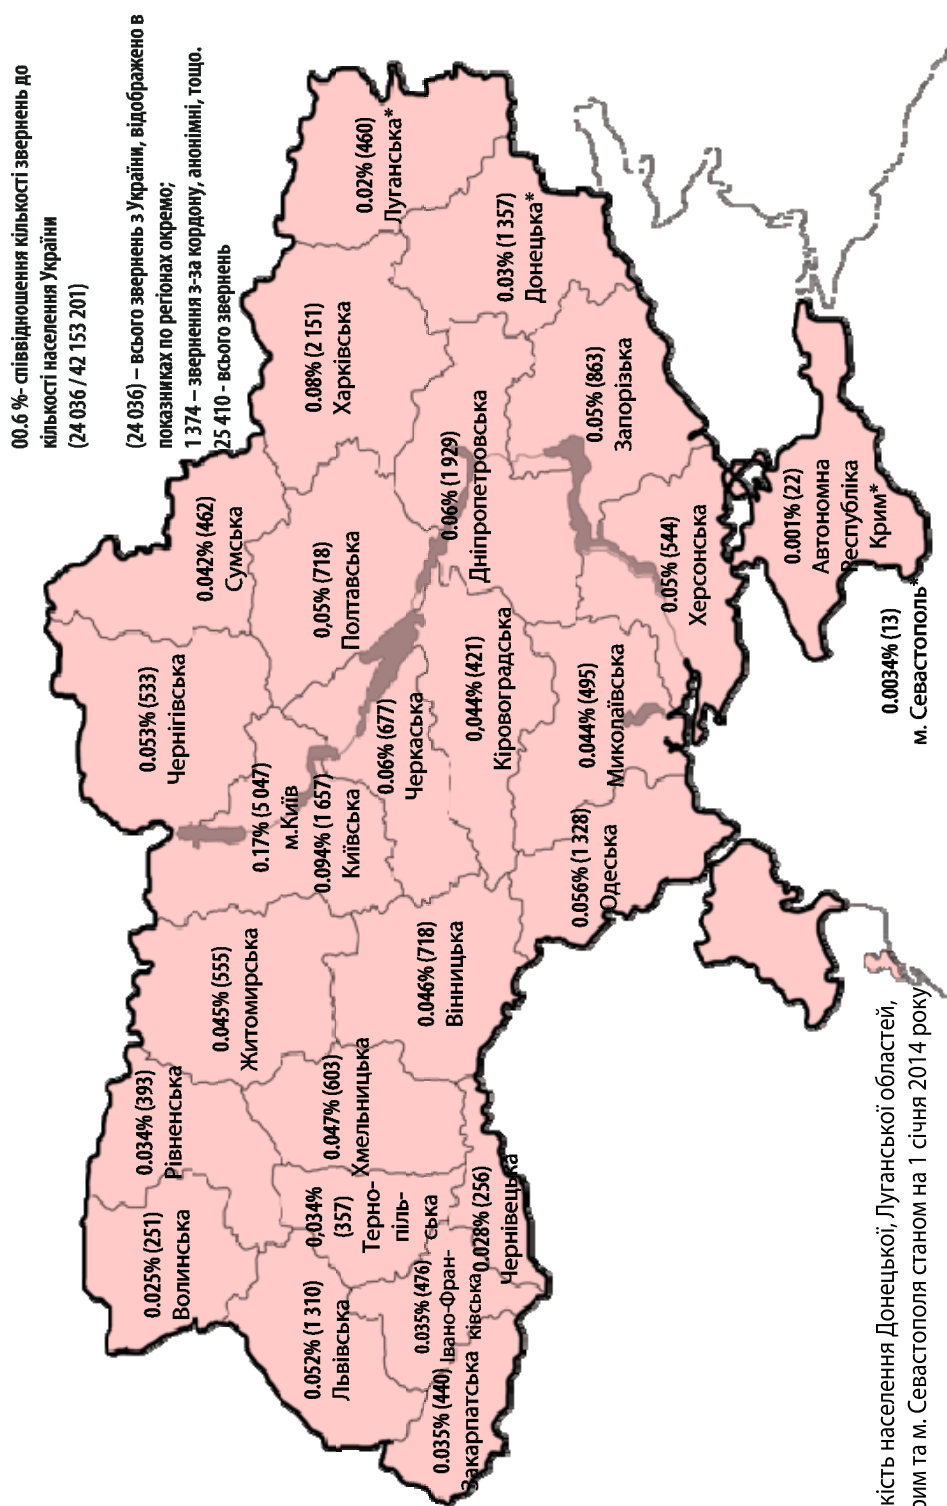 00.6 %- співвідношення кількості звернень до
кількості населення України
(24 036 / 42 153 201)
(24 036) – всього звернень з України, відображено в
показниках по регіонах окремо;
1 374 – звернення з-за кордону, анонімні, тощо.
25 410 - всього звернень
0.025% (251)
Волинська
0.034% (393)
Рівненська
0.045% (555)
Житомирська
0.053% (533)
Чернігівська
0.042% (462)
Сумська
0.17% (5 047)
м.Київ
0.094% (1 657)
Київська
0,05% (718)
Полтавська
0.08% (2 151)
Харківська
0.02% (460)
Луганська*
0.052% (1 310)
Львівська
0,034%
(357)
Терно-
піль-
ська
0.047% (603)
Хмельницька
0.046% (718)
Вінницька
0.06% (677)
Черкаська
0,044% (421)
Кіровоградська
0.06% (1 929)
Дніпропетровська
0.03% (1 357)
Донецька*
0.035% (440)
Закарпатська
0.035% (476)
Івано-Фран-
ківська
0.028% (256)
Чернівецька
0.056% (1 328)
Одеська
0.044% (495)
Миколаївська
0.05% (544)
Херсонська
0.05% (863)
Запорізька
0.001% (22)
Автономна
Республіка
Крим*
0.0034% (13)
м. Севастополь*
кість населення Донецької, Луганської областей,
рим та м. Севастополя станом на 1 січня 2014 року